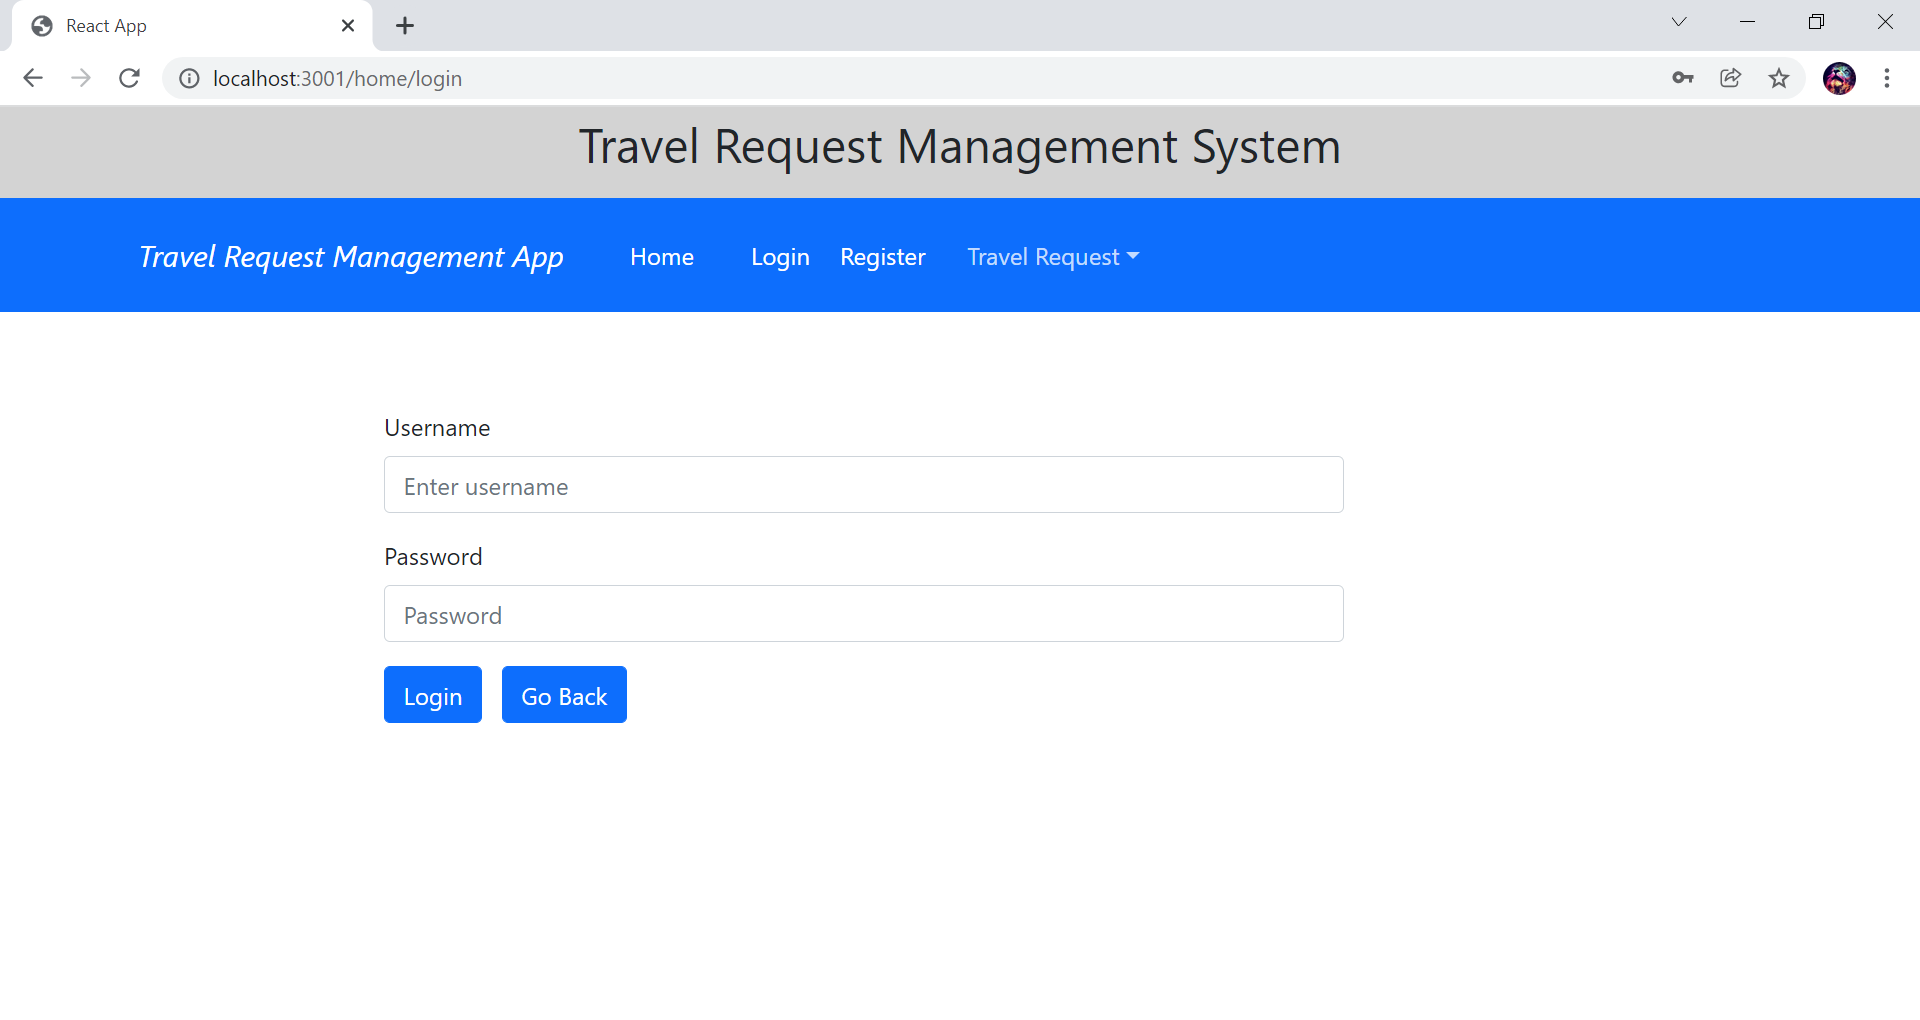 React App
localhost:3001/home/login
Travel Request Management System
Travel Request Management App Home Login Register Travel Request
Username
Enter username
Password
Password
Login Go Back